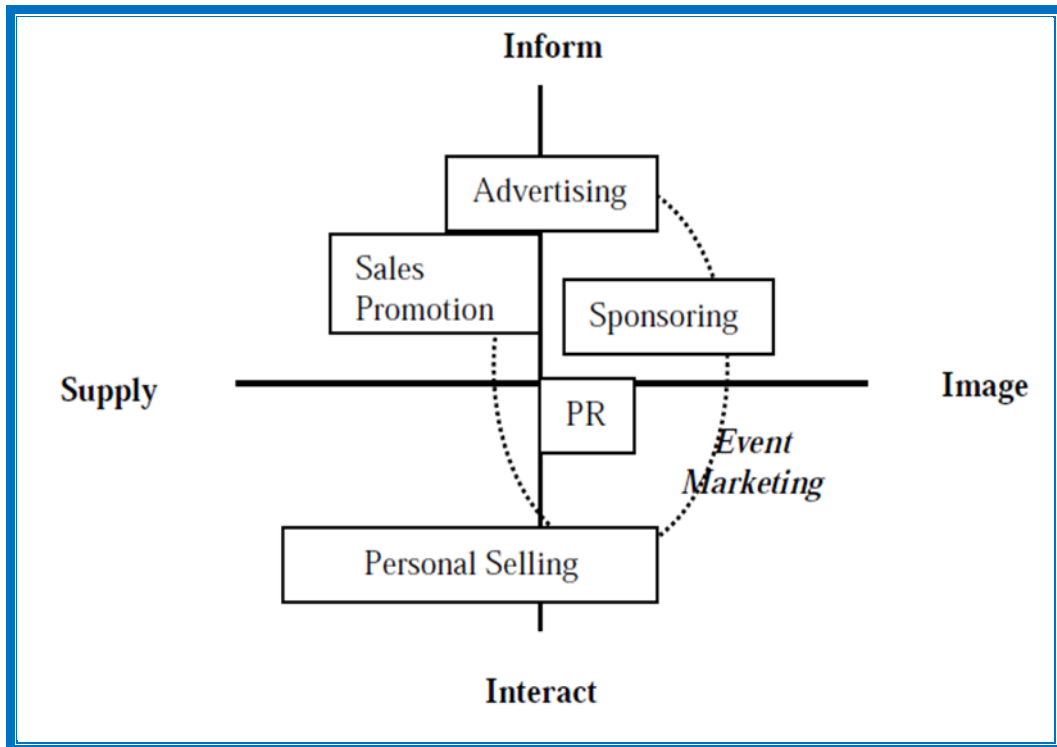 Inform
Advertising
Sales
Promotion
Sponsoring
Supply
Image
PR
Event
Marketing
Personal Selling
Interact